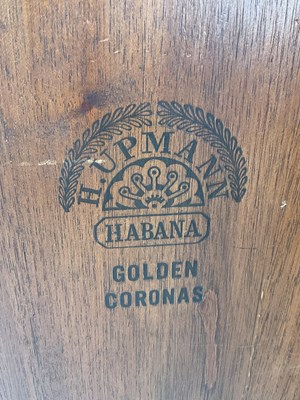 H. UPMANN
HABANA
GOLDEN
CORONAS